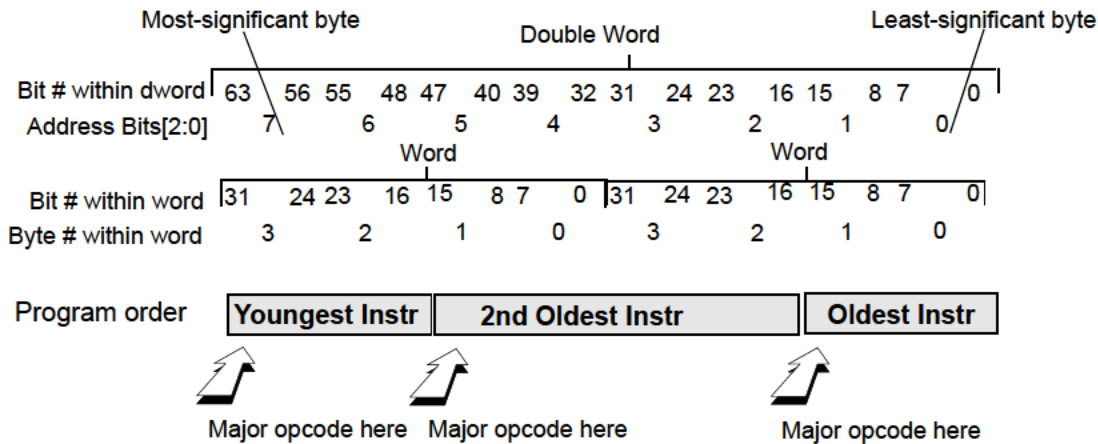 Most-significant byte Least-significant byte
Double Word
Bit # within dword 63 56 55 48 47 40 39 32 31 24 23 16 15 8 7 0
Address Bits[2:0] 7 6 5 4 3 2 1 0
Word Word
Bit # within word 31 24 23 16 15 8 7 0 31 24 23 16 15 8 7 0
Byte # within word 3 2 1 0 3 2 1 0
Program order Youngest Instr 2nd Oldest Instr Oldest Instr
Major opcode here Major opcode here Major opcode here